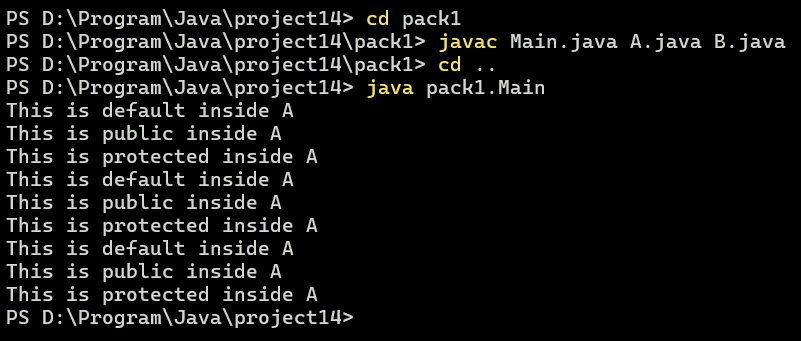 PS D:\Program\Java\project14> cd pack1
PS D:\Program\Java\project14\pack1> javac Main.java A.java B.java
PS D:\Program\Java\project14\pack1> cd ..
PS D:\Program\Java\project14> java pack1.Main
This is default inside A
This is public inside A
This is protected inside A
This is default inside A
This is public inside A
This is protected inside A
This is default inside A
This is public inside A
This is protected inside A
PS D:\Program\Java\project14>